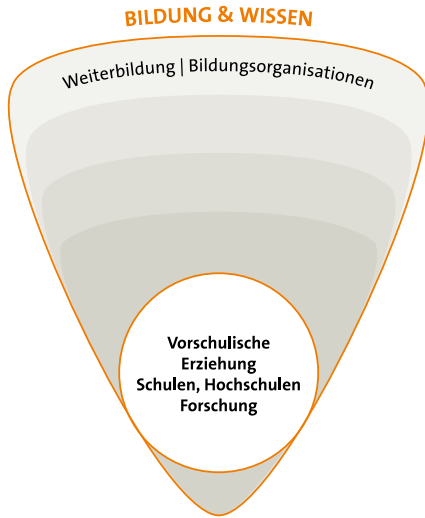 BILDUNG & WISSEN
Weiterbildung | Bildungsorganisationen
Vorschulische
Erziehung
Schulen, Hochschulen
Forschung